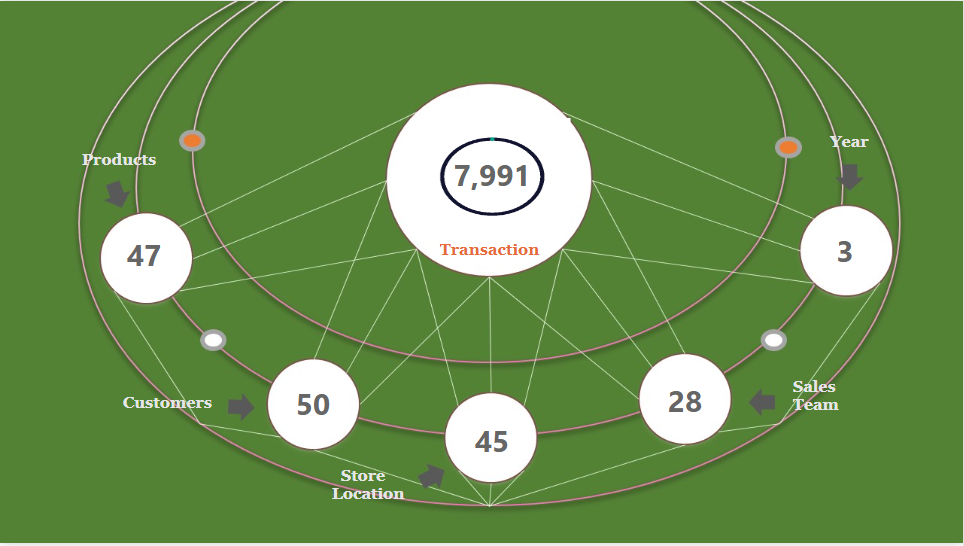 7,991
Transaction
Products
47
Year
3
Customers
50
Store
Location
45
Sales
Team
28